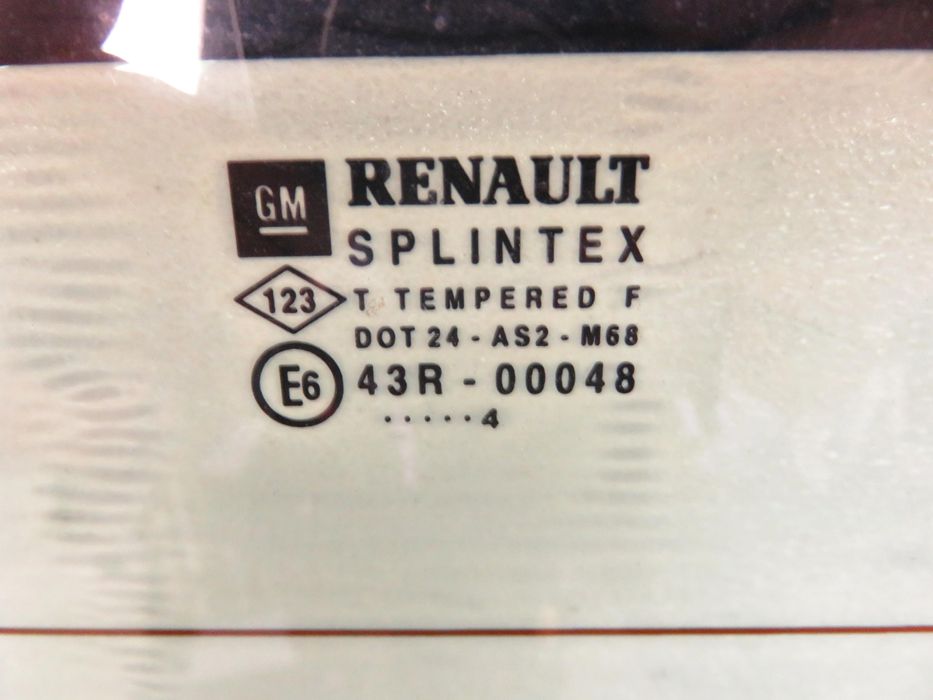 GM RENAULT
SPLINTEX
123 T TEMPERED F
DOT 24 - AS2 - M68
E6 43R - 00048
. . . . . 4